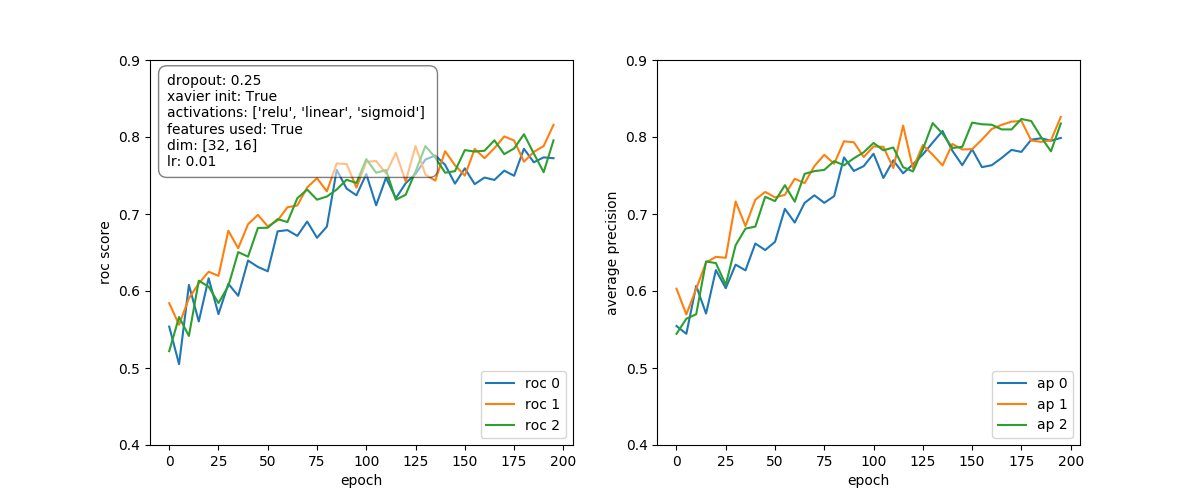 0.9
0.8
0.7
0.6
0.5
0.4
roc score
dropout: 0.25
xavier init: True
activations: ['relu', 'linear', 'sigmoid']
features used: True
dim: [32, 16]
lr: 0.01
roc 0
roc 1
roc 2
0 25 50 75 100 125 150 175 200
epoch
0.9
0.8
0.7
0.6
0.5
0.4
average precision
ap 0
ap 1
ap 2
0 25 50 75 100 125 150 175 200
epoch